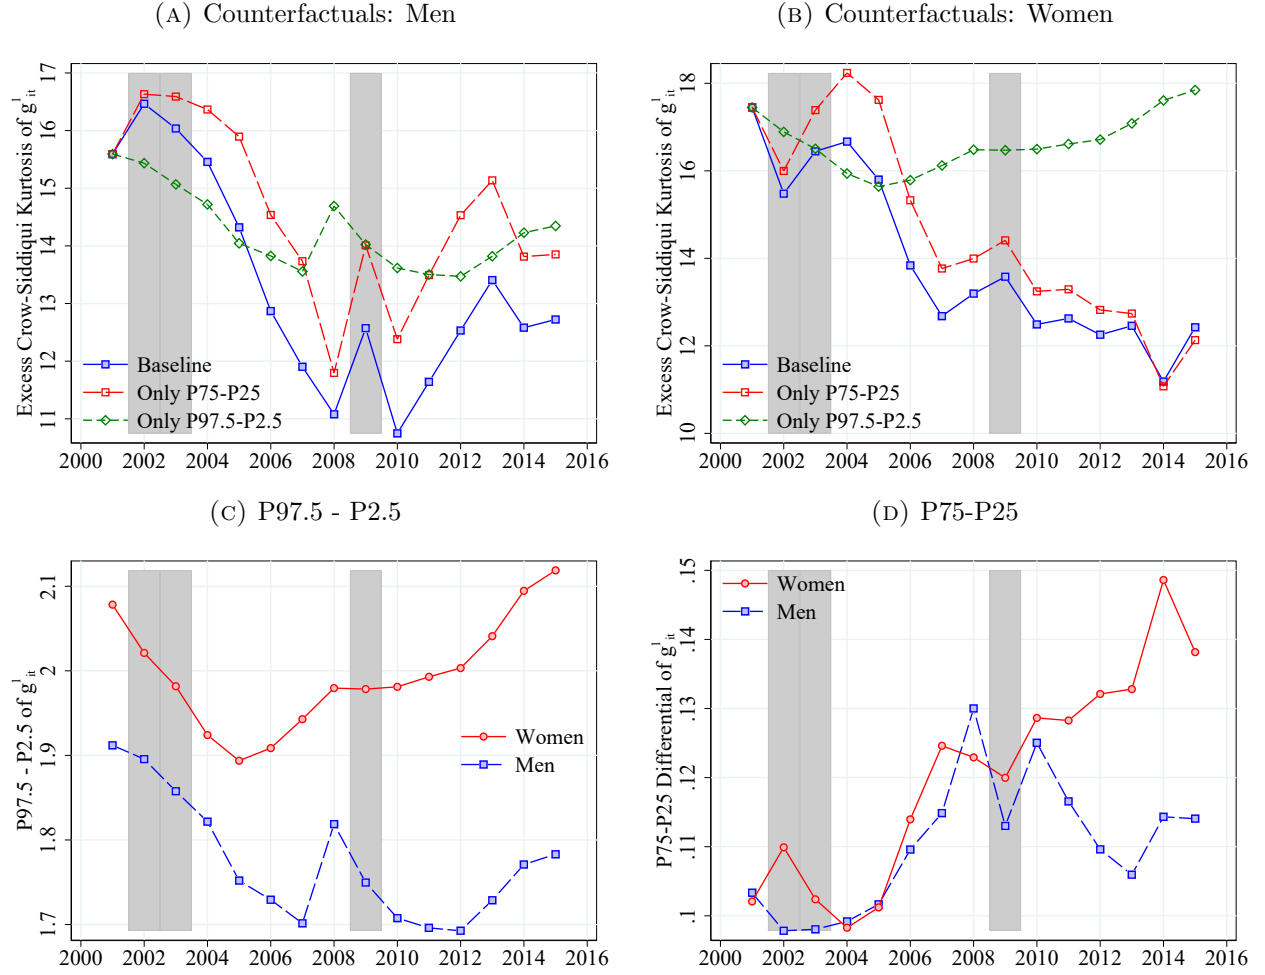 (A) Counterfactuals: Men
Excess Crow-Siddiqui Kurtosis of g¹ᵢₜ
17
16
15
14
13
12
11
Baseline
Only P75-P25
Only P97.5-P2.5
2000 2002 2004 2006 2008 2010 2012 2014 2016
(B) Counterfactuals: Women
Excess Crow-Siddiqui Kurtosis of g¹ᵢₜ
18
16
14
12
10
Baseline
Only P75-P25
Only P97.5-P2.5
2000 2002 2004 2006 2008 2010 2012 2014 2016
(C) P97.5 - P2.5
P97.5 - P2.5 of g¹ᵢₜ
2.1
2
1.9
1.8
1.7
Women
Men
2000 2002 2004 2006 2008 2010 2012 2014 2016
(D) P75-P25
P75-P25 Differential of g¹ᵢₜ
.15
.14
.13
.12
.11
.1
Women
Men
2000 2002 2004 2006 2008 2010 2012 2014 2016